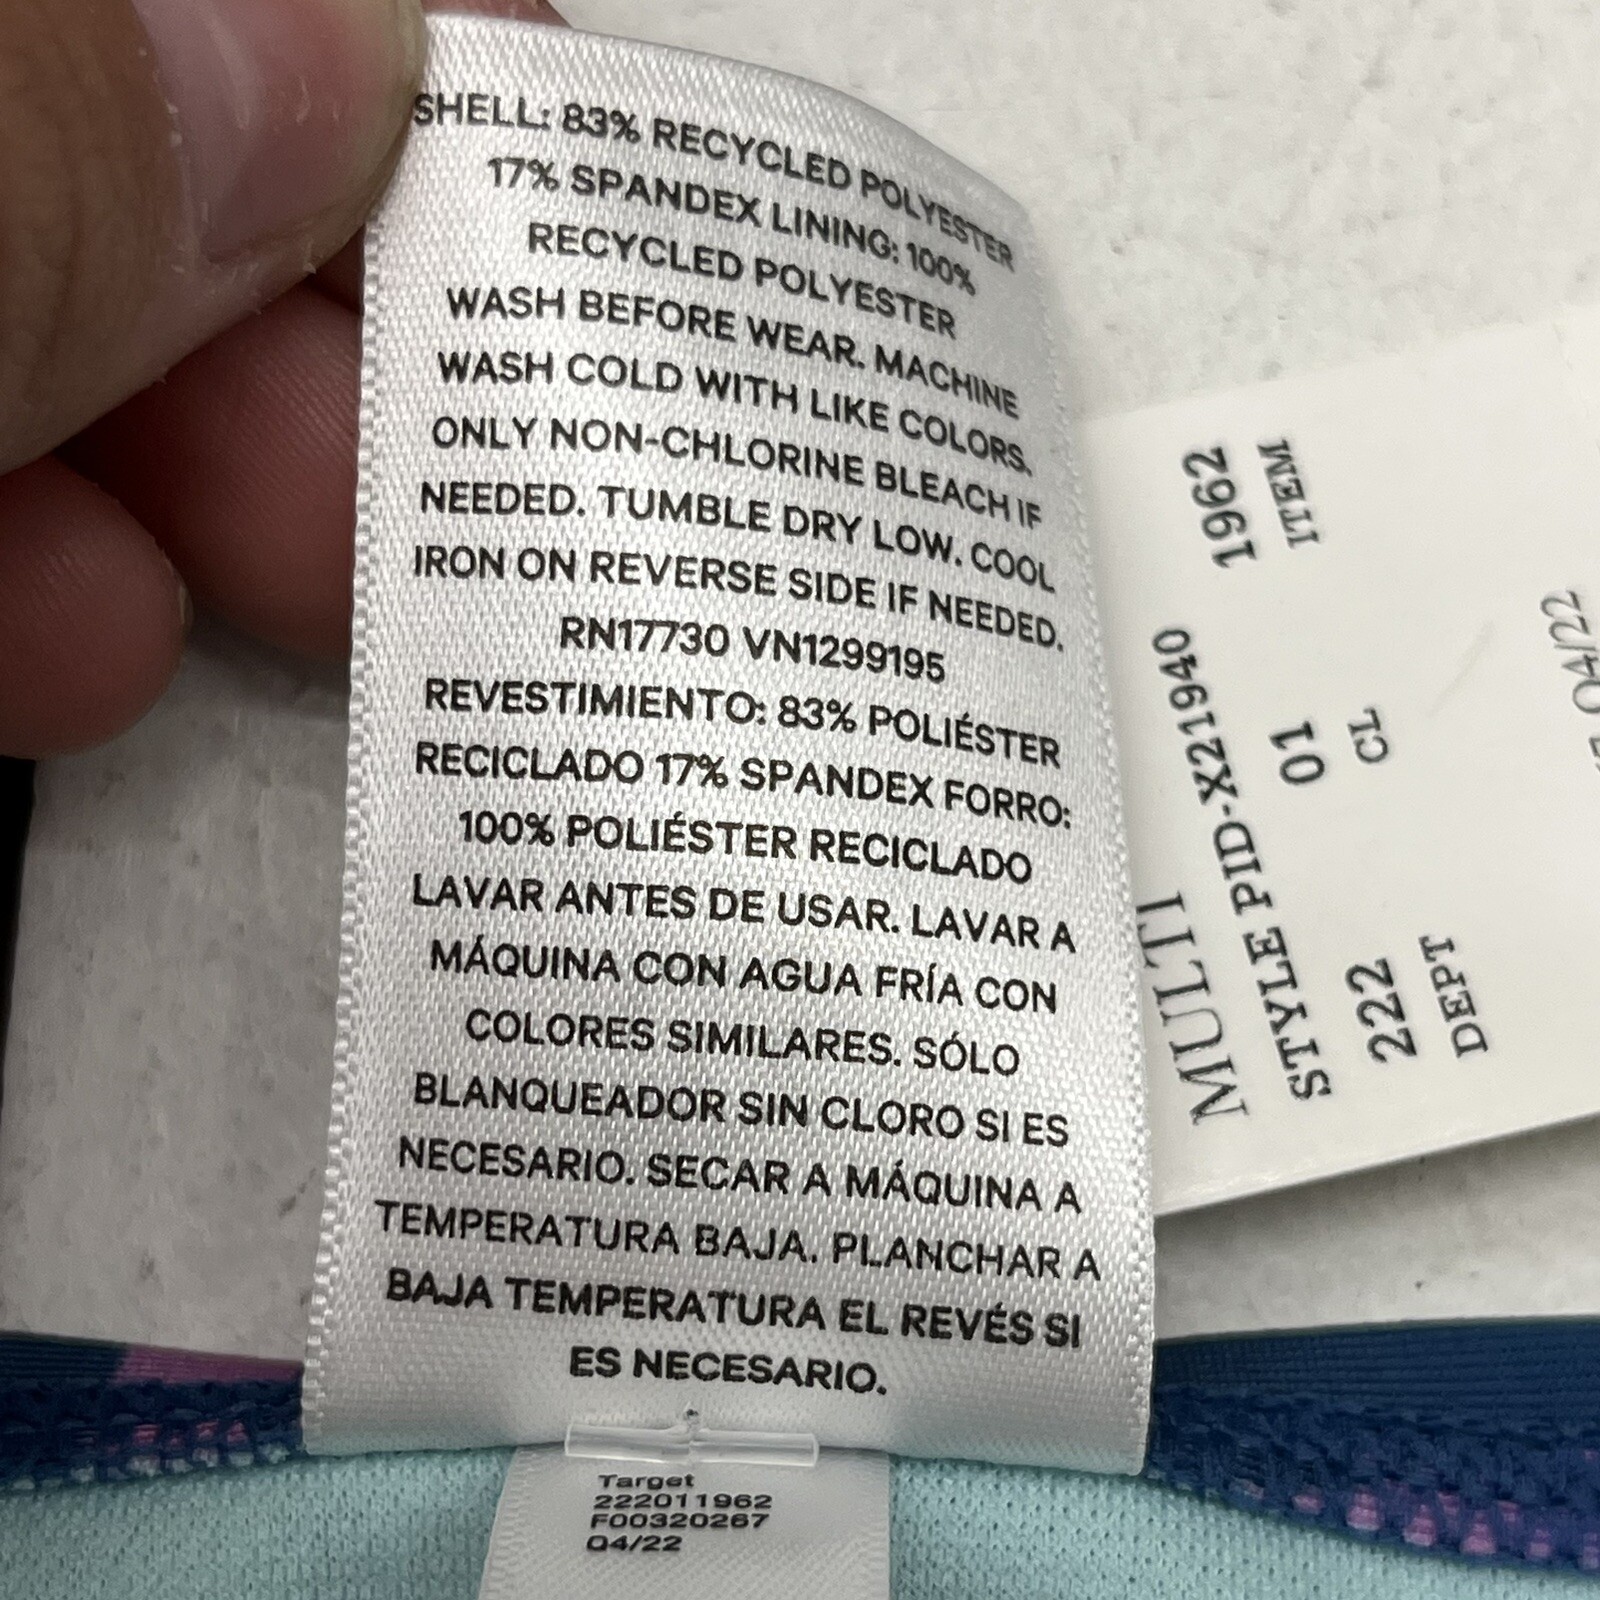 SHELL: 83% RECYCLED POLYESTER
17% SPANDEX LINING: 100%
RECYCLED POLYESTER
WASH BEFORE WEAR. MACHINE
WASH COLD WITH LIKE COLORS.
ONLY NON-CHLORINE BLEACH IF
NEEDED. TUMBLE DRY LOW. COOL
IRON ON REVERSE SIDE IF NEEDED.
RN17730 VN1299195
REVESTIMIENTO: 83% POLIÉSTER
RECICLADO 17% SPANDEX FORRO:
100% POLIÉSTER RECICLADO
LAVAR ANTES DE USAR. LAVAR A
MÁQUINA CON AGUA FRÍA CON
COLORES SIMILARES. SÓLO
BLANQUEADOR SIN CLORO SI ES
NECESARIO. SECAR A MÁQUINA A
TEMPERATURA BAJA. PLANCHAR A
BAJA TEMPERATURA EL REVÉS SI
ES NECESARIO.
Target
222011962
F00320267
Q4/22
MULTI
STYLE PID-X21940
222 01 1962
DEPT CL ITEM
04/22